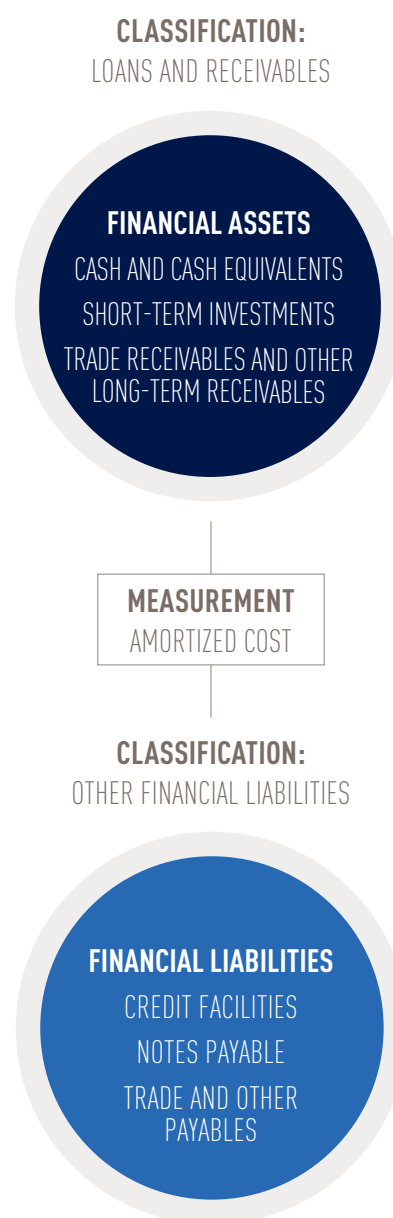 CLASSIFICATION:
LOANS AND RECEIVABLES
FINANCIAL ASSETS
CASH AND CASH EQUIVALENTS
SHORT-TERM INVESTMENTS
TRADE RECEIVABLES AND OTHER
LONG-TERM RECEIVABLES
MEASUREMENT
AMORTIZED COST
CLASSIFICATION:
OTHER FINANCIAL LIABILITIES
FINANCIAL LIABILITIES
CREDIT FACILITIES
NOTES PAYABLE
TRADE AND OTHER
PAYABLES